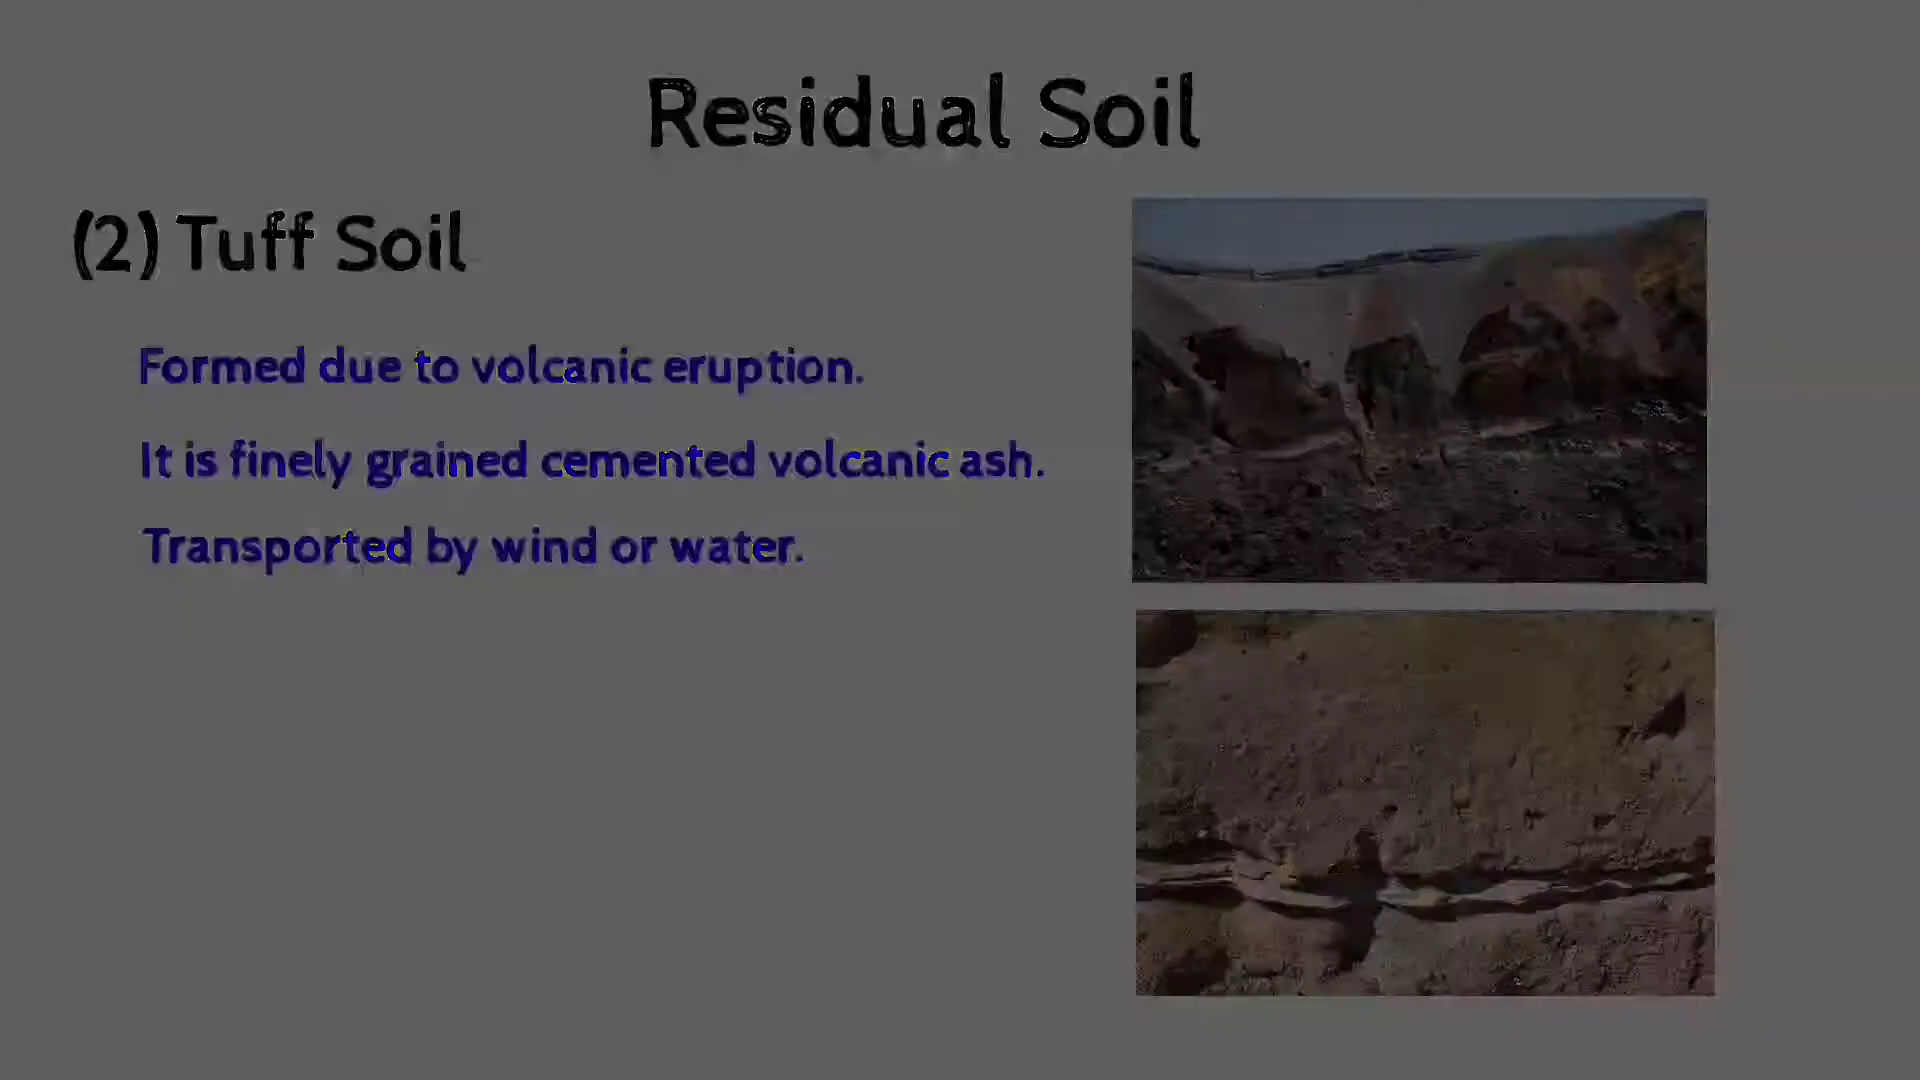 Residual Soil
(2) Tuff Soil
Formed due to volcanic eruption.
It is finely grained cemented volcanic ash.
Transported by wind or water.